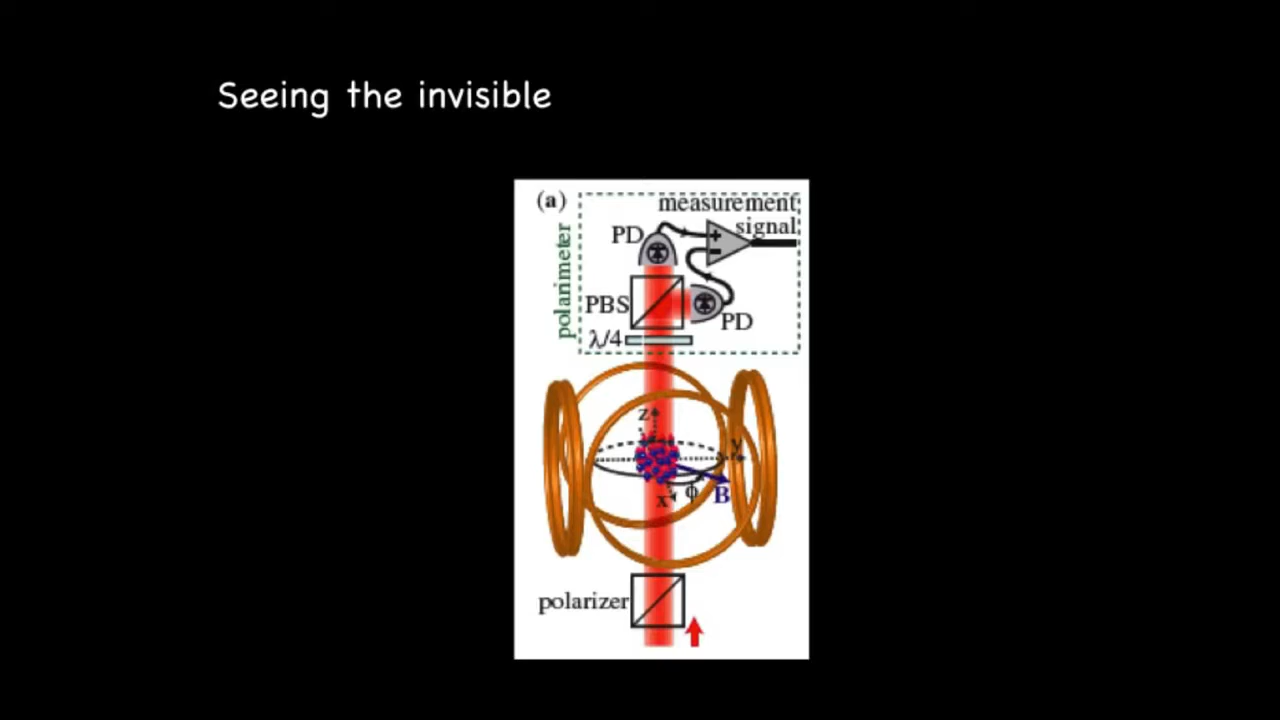 Seeing the invisible
(a)
measurement
signal
polarimeter
PD
+
−
PBS
PD
λ/4
z
y
x
ϕ
B
polarizer